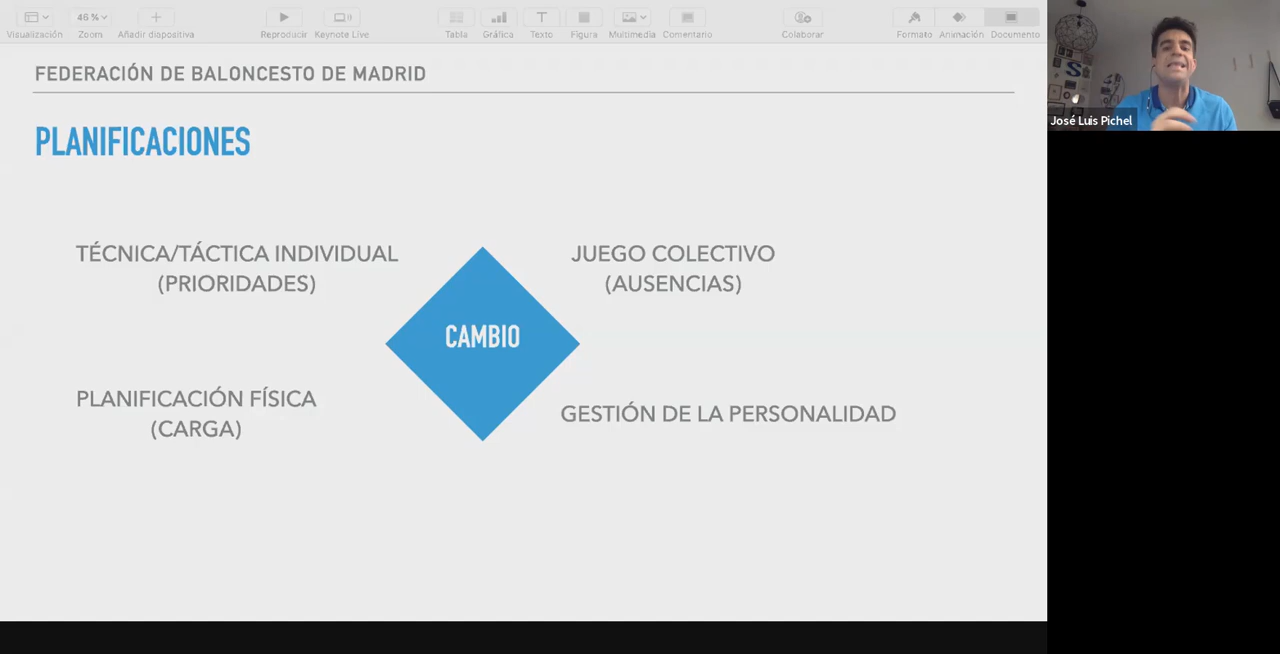 Visualización
46 %
Zoom
Añadir diapositiva
Reproducir
Keynote Live
Tabla
Gráfica
Texto
Figura
Multimedia
Comentario
Colaborar
Formato
Animación
Documento
FEDERACIÓN DE BALONCESTO DE MADRID
PLANIFICACIONES
TÉCNICA/TÁCTICA INDIVIDUAL
(PRIORIDADES)
JUEGO COLECTIVO
(AUSENCIAS)
CAMBIO
PLANIFICACIÓN FÍSICA
(CARGA)
GESTIÓN DE LA PERSONALIDAD
José Luis Pichel